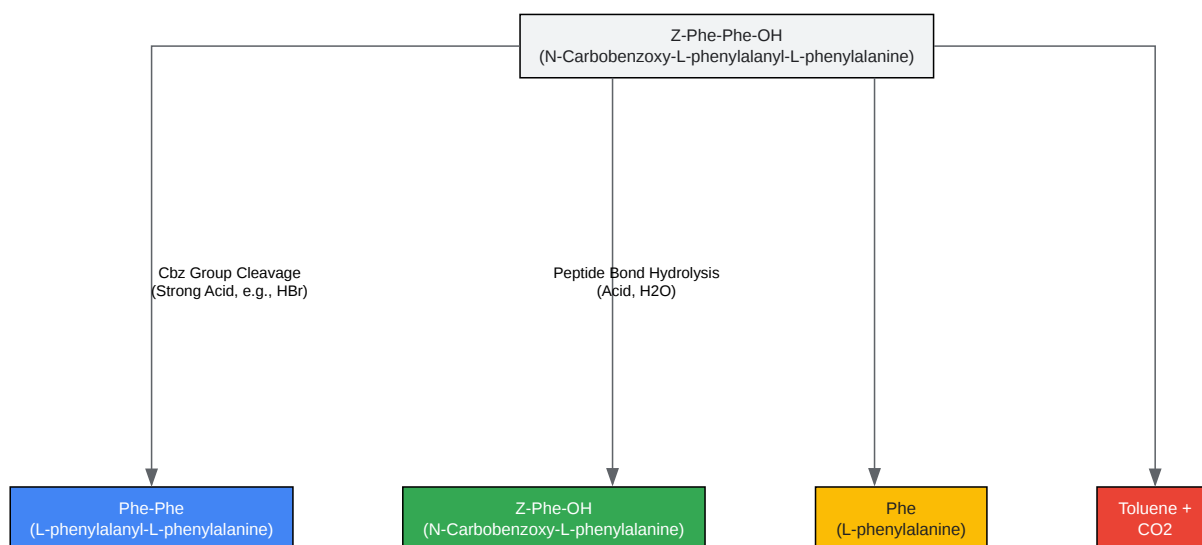 Z-Phe-Phe-OH
(N-Carbobenzoxy-L-phenylalanyl-L-phenylalanine)
Cbz Group Cleavage
(Strong Acid, e.g., HBr)
Peptide Bond Hydrolysis
(Acid, H2O)
Phe-Phe
(L-phenylalanyl-L-phenylalanine)
Z-Phe-OH
(N-Carbobenzoxy-L-phenylalanine)
Phe
(L-phenylalanine)
Toluene +
CO2